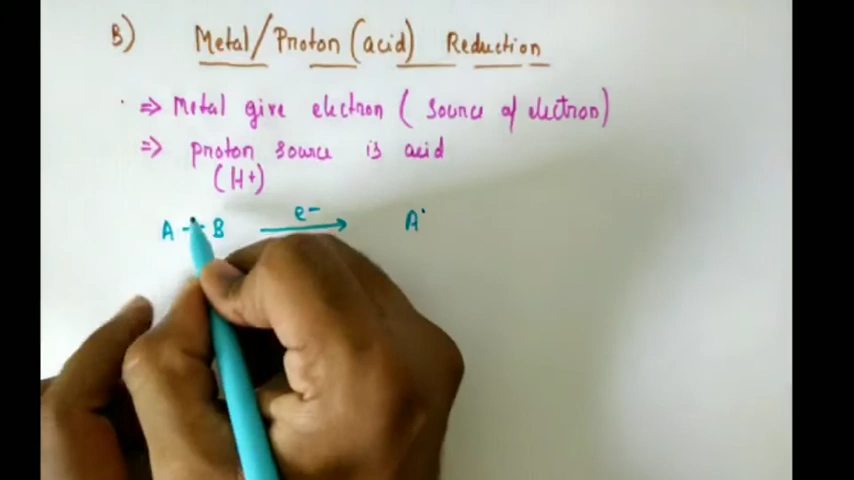 B) Metal/Proton (acid) Reduction
⇒ Metal give electron (source of electron)
⇒ proton source is acid
(H+)
A - B e- → A•